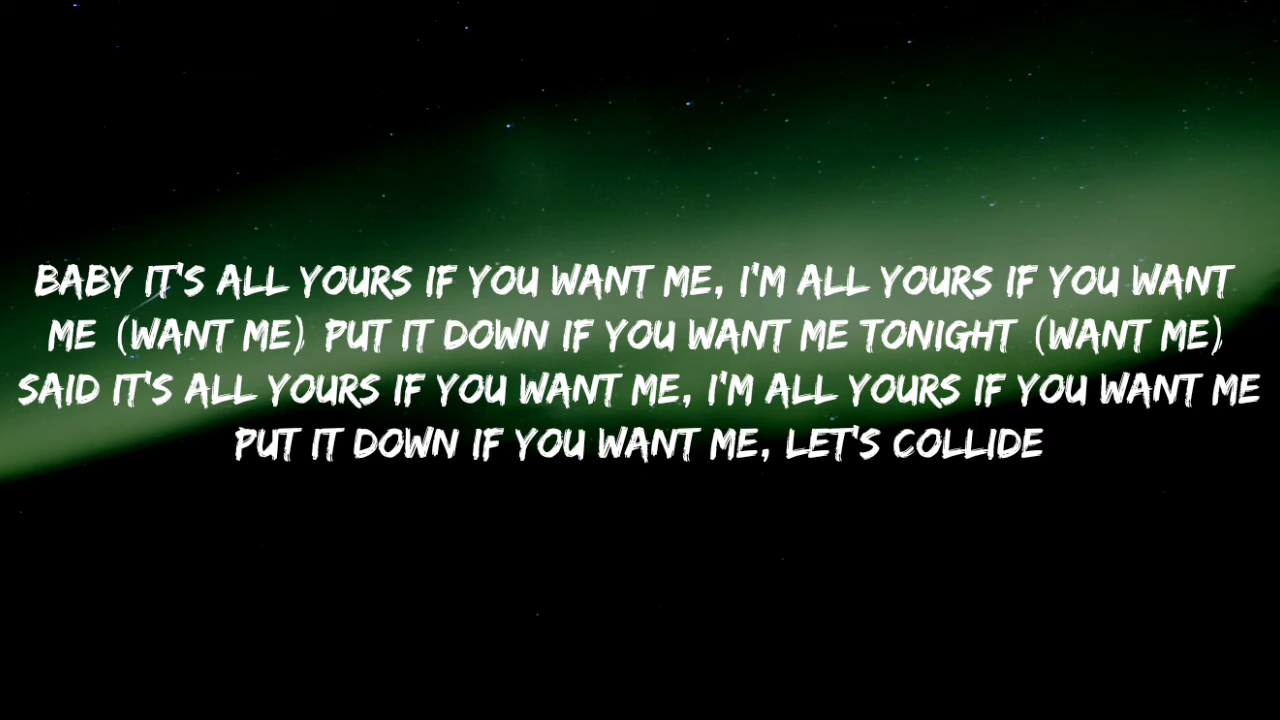 BABY IT'S ALL YOURS IF YOU WANT ME, I'M ALL YOURS IF YOU WANT
ME (WANT ME) PUT IT DOWN IF YOU WANT ME TONIGHT (WANT ME)
SAID IT'S ALL YOURS IF YOU WANT ME, I'M ALL YOURS IF YOU WANT ME
PUT IT DOWN IF YOU WANT ME, LET'S COLLIDE